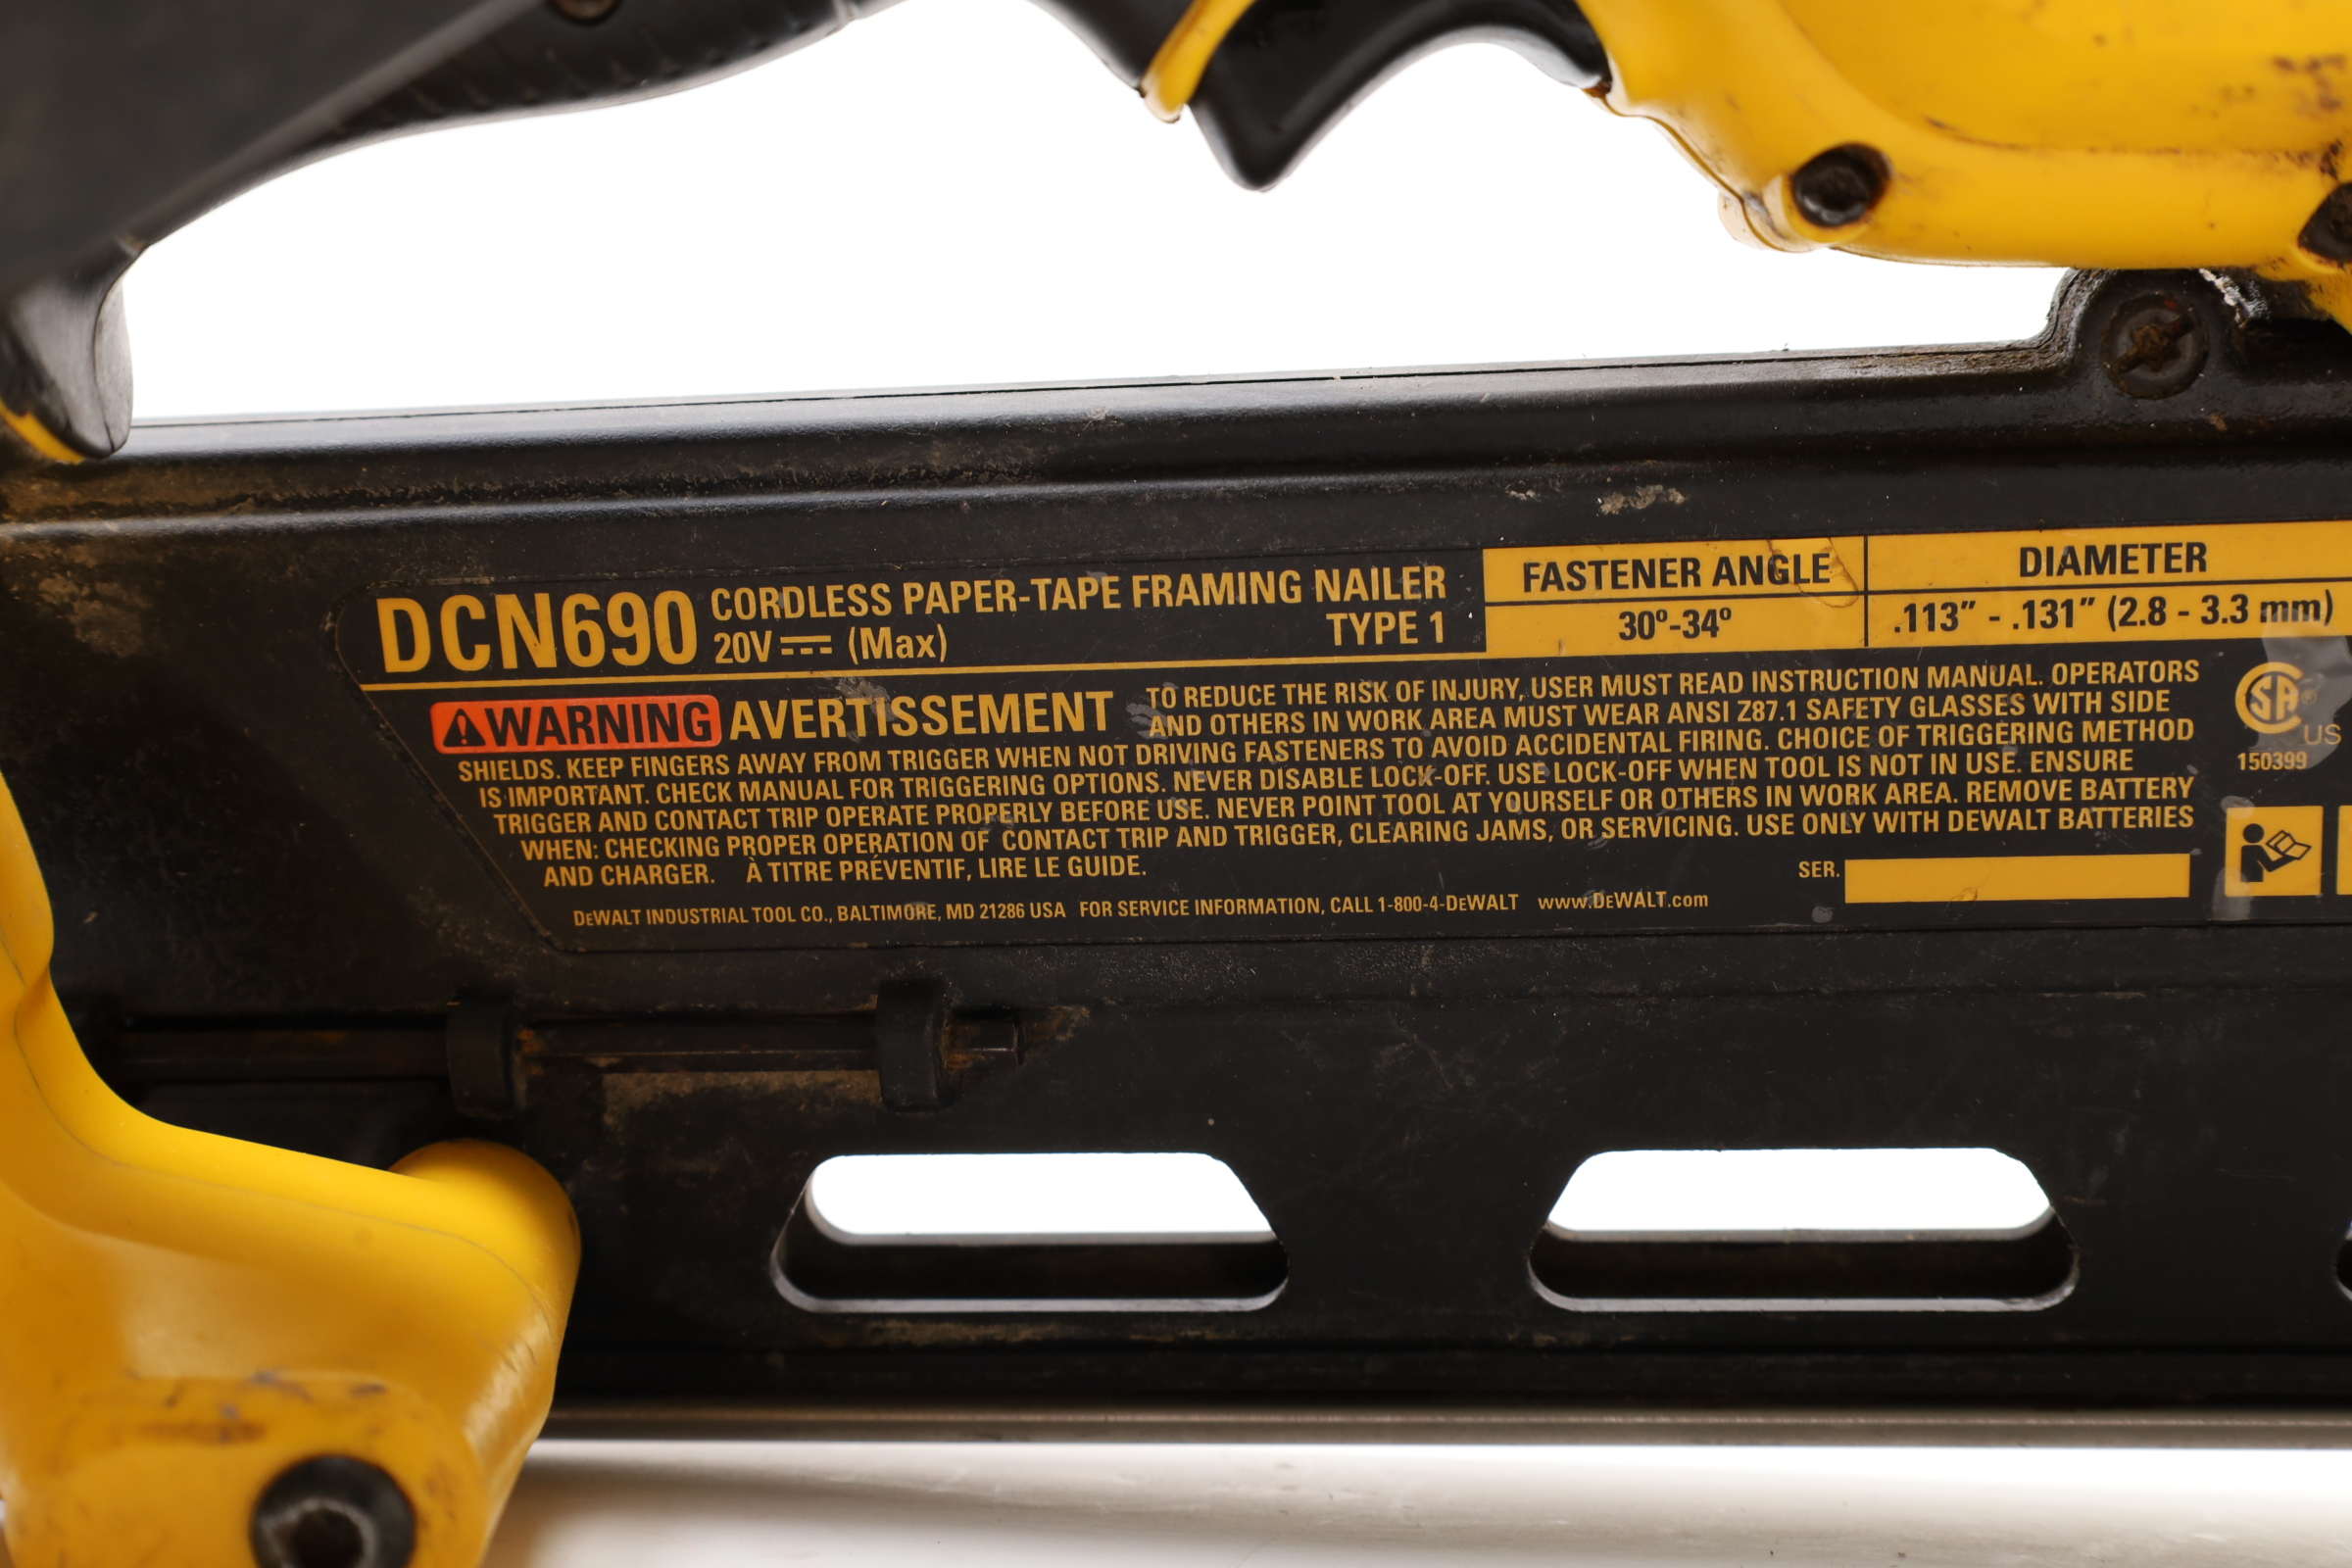 DCN690 CORDLESS PAPER-TAPE FRAMING NAILER
20V (Max) TYPE 1
FASTENER ANGLE DIAMETER
30º-34º .113" - .131" (2.8 - 3.3 mm)
WARNING AVERTISSEMENT TO REDUCE THE RISK OF INJURY, USER MUST READ INSTRUCTION MANUAL. OPERATORS
AND OTHERS IN WORK AREA MUST WEAR ANSI Z87.1 SAFETY GLASSES WITH SIDE
SHIELDS. KEEP FINGERS AWAY FROM TRIGGER WHEN NOT DRIVING FASTENERS TO AVOID ACCIDENTAL FIRING. CHOICE OF TRIGGERING METHOD
IS IMPORTANT. CHECK MANUAL FOR TRIGGERING OPTIONS. NEVER DISABLE LOCK-OFF. USE LOCK-OFF WHEN TOOL IS NOT IN USE. ENSURE
TRIGGER AND CONTACT TRIP OPERATE PROPERLY BEFORE USE. NEVER POINT TOOL AT YOURSELF OR OTHERS IN WORK AREA. REMOVE BATTERY
WHEN: CHECKING PROPER OPERATION OF CONTACT TRIP AND TRIGGER, CLEARING JAMS, OR SERVICING. USE ONLY WITH DEWALT BATTERIES
AND CHARGER. À TITRE PRÉVENTIF, LIRE LE GUIDE.
SER.
DEWALT INDUSTRIAL TOOL CO., BALTIMORE, MD 21286 USA FOR SERVICE INFORMATION, CALL 1-800-4-DEWALT www.DEWALT.com
SA ® US
150399